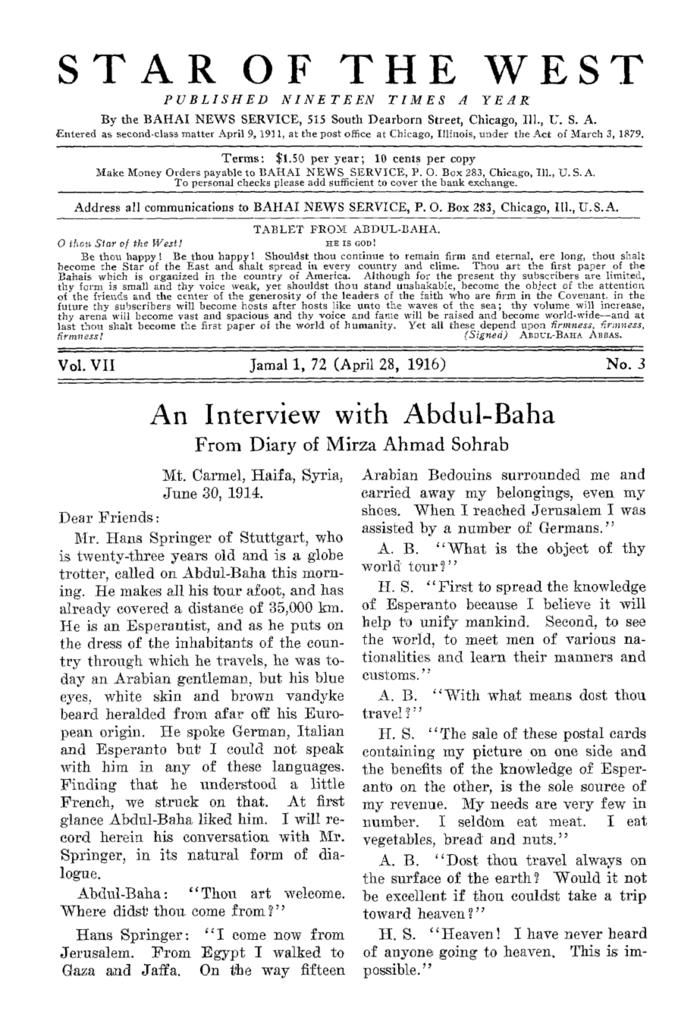 STAR OF THE WEST
PUBLISHED NINETEEN TIMES A YEAR
By the BAHAI NEWS SERVICE, 515 South Dearborn Street, Chicago, Ill., U. S. A.
Entered as second-class matter April 9, 1911, at the post office at Chicago, Illinois, under the Act of March 3, 1879.
Terms: $1.50 per year; 10 cents per copy
Make Money Orders payable to BAHAI NEWS SERVICE, P. O. Box 283, Chicago, Ill., U.S.A.
To personal checks please add sufficient to cover the bank exchange.
Address all communications to BAHAI NEWS SERVICE, P. O. Box 283, Chicago, Ill., U.S.A.
TABLET FROM ABDUL-BAHA.
O thou Star of the West! HE IS GOD!
Be thou happy! Be thou happy! Shouldst thou continue to remain firm and eternal, ere long, thou shalt
become the Star of the East and shalt spread in every country and clime. Thou art the first paper of the
Bahais which is organized in the country of America. Although for the present thy subscribers are limited,
thy form is small and thy voice weak, yet shouldst thou stand unshakable, become the object of the attention
of the friends and the center of the generosity of the leaders of the faith who are firm in the Covenant, in the
future thy subscribers will become hosts after hosts like unto the waves of the sea; thy volume will increase,
thy arena will become vast and spacious and thy voice and fame will be raised and become world-wide—and at
last thou shalt become the first paper of the world of humanity. Yet all these depend upon firmness, firmness,
firmness! (Signed) ABDUL-BAHA ABBAS.
Vol. VII Jamal 1, 72 (April 28, 1916) No. 3
An Interview with Abdul-Baha
From Diary of Mirza Ahmad Sohrab
Mt. Carmel, Haifa, Syria,
June 30, 1914.
Dear Friends:
Mr. Hans Springer of Stuttgart, who
is twenty-three years old and is a globe
trotter, called on Abdul-Baha this morn-
ing. He makes all his tour afoot, and has
already covered a distance of 35,000 km.
He is an Esperantist, and as he puts on
the dress of the inhabitants of the coun-
try through which he travels, he was to-
day an Arabian gentleman, but his blue
eyes, white skin and brown vandyke
beard heralded from afar off his Euro-
pean origin. He spoke German, Italian
and Esperanto but I could not speak
with him in any of these languages.
Finding that he understood a little
French, we struck on that. At first
glance Abdul-Baha liked him. I will re-
cord herein his conversation with Mr.
Springer, in its natural form of dia-
logue.
Abdul-Baha: "Thou art welcome.
Where didst thou come from?"
Hans Springer: "I come now from
Jerusalem. From Egypt I walked to
Gaza and Jaffa. On the way fifteen
Arabian Bedouins surrounded me and
carried away my belongings, even my
shoes. When I reached Jerusalem I was
assisted by a number of Germans."
A. B. "What is the object of thy
world tour?"
H. S. "First to spread the knowledge
of Esperanto because I believe it will
help to unify mankind. Second, to see
the world, to meet men of various na-
tionalities and learn their manners and
customs."
A. B. "With what means dost thou
travel?"
H. S. "The sale of these postal cards
containing my picture on one side and
the benefits of the knowledge of Esper-
anto on the other, is the sole source of
my revenue. My needs are very few in
number. I seldom eat meat. I eat
vegetables, bread and nuts."
A. B. "Dost thou travel always on
the surface of the earth? Would it not
be excellent if thou couldst take a trip
toward heaven?"
H. S. "Heaven! I have never heard
of anyone going to heaven. This is im-
possible."